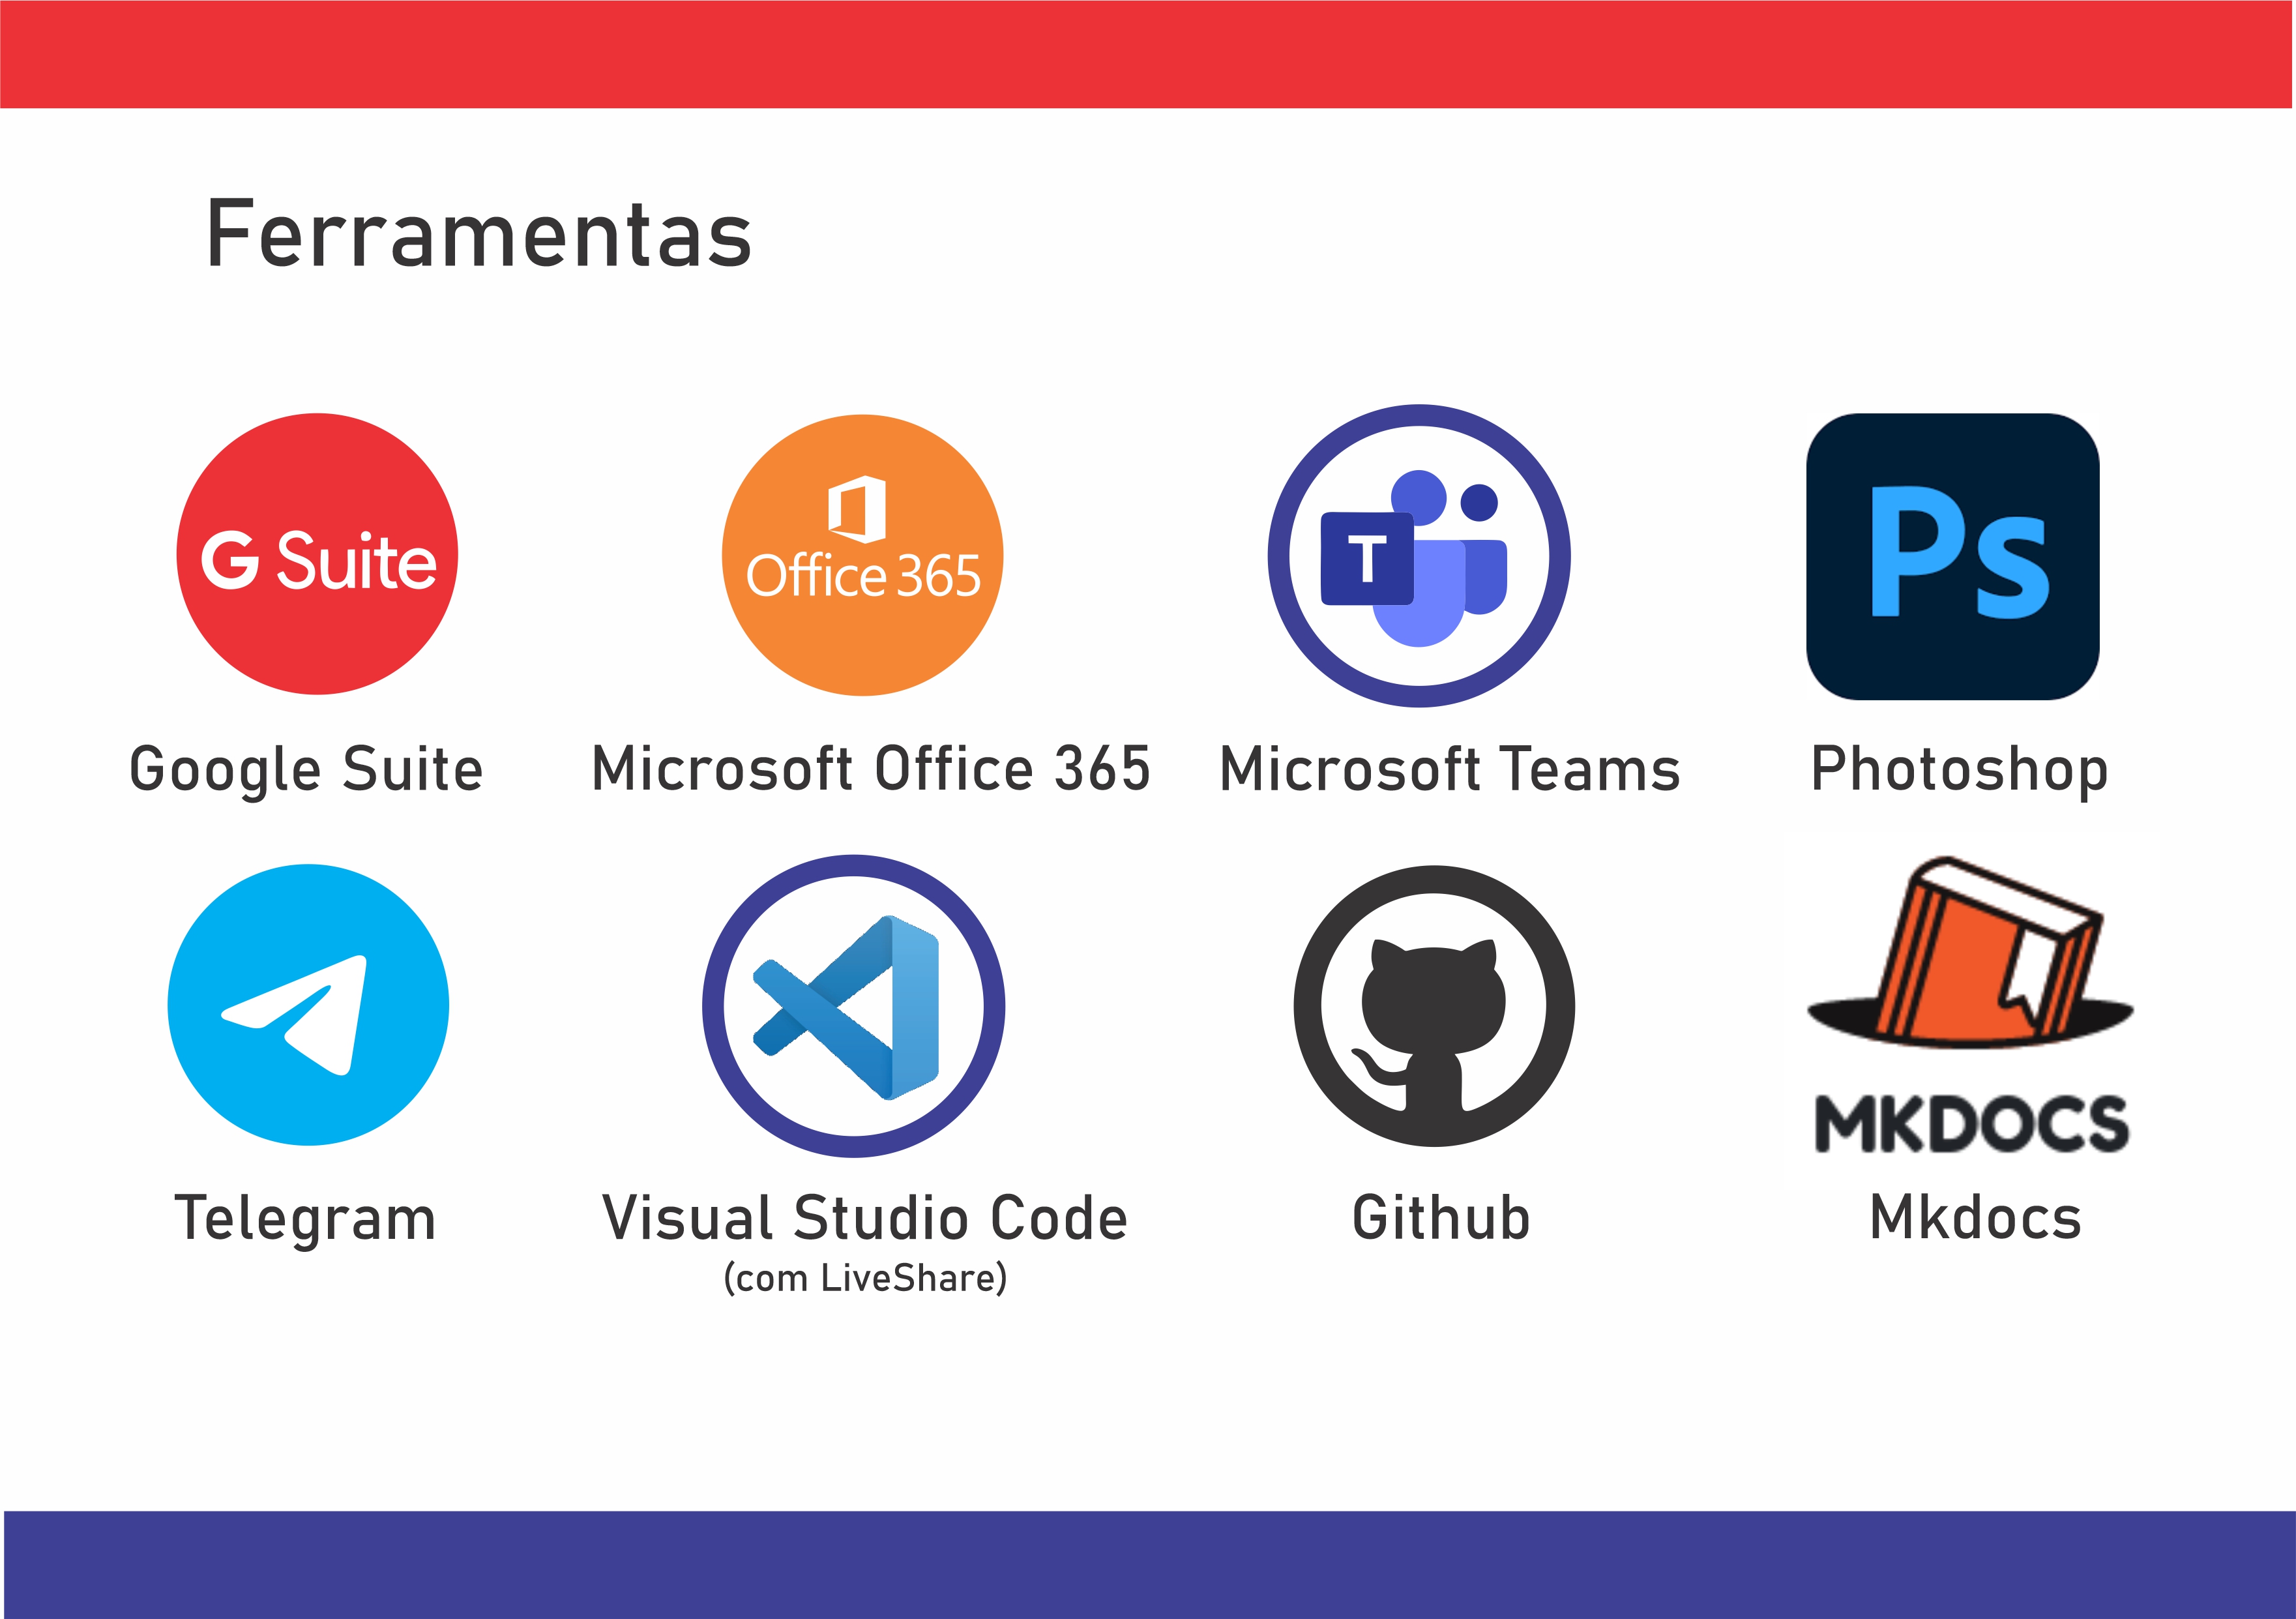 Ferramentas
G Suite
Office 365
T
Ps
Google Suite
Microsoft Office 365
Microsoft Teams
Photoshop
MKDOCS
Telegram
Visual Studio Code
(com LiveShare)
Github
Mkdocs